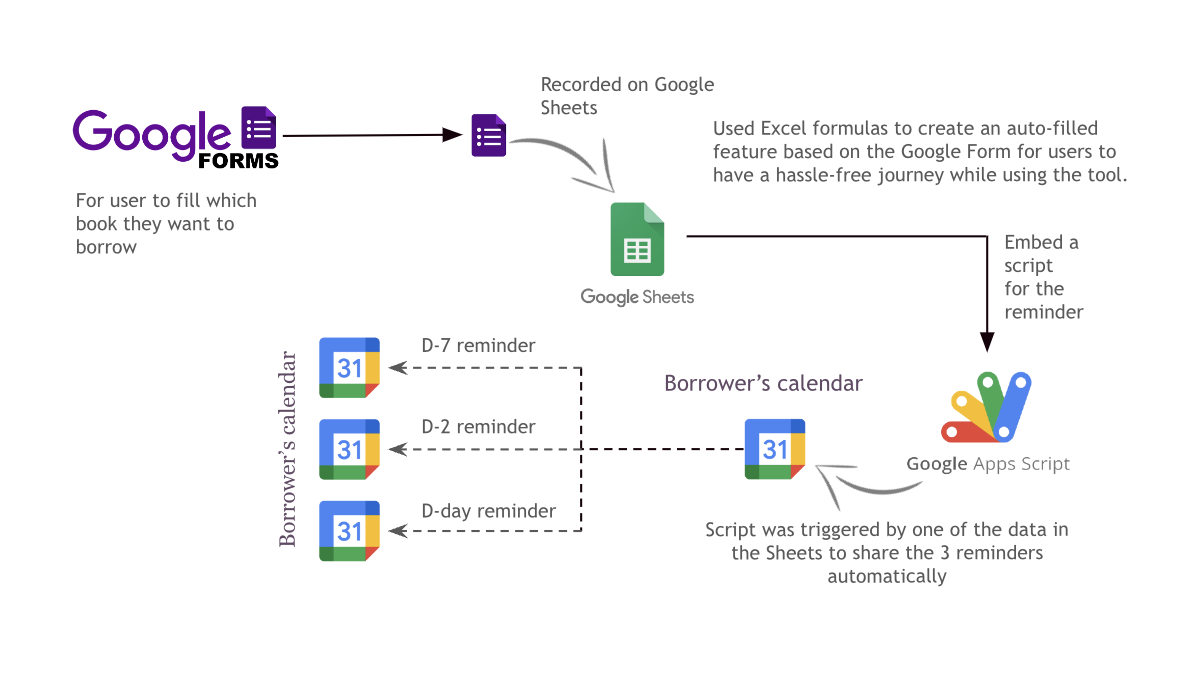 Google
FORMS
For user to fill which
book they want to
borrow
Recorded on Google
Sheets
Used Excel formulas to create an auto-filled
feature based on the Google Form for users to
have a hassle-free journey while using the tool.
Google Sheets
Embed a
script
for the
reminder
Google Apps Script
Script was triggered by one of the data in
the Sheets to share the 3 reminders
automatically
Borrower’s calendar
31
D-7 reminder
31
D-2 reminder
31
D-day reminder
31
Borrower’s calendar